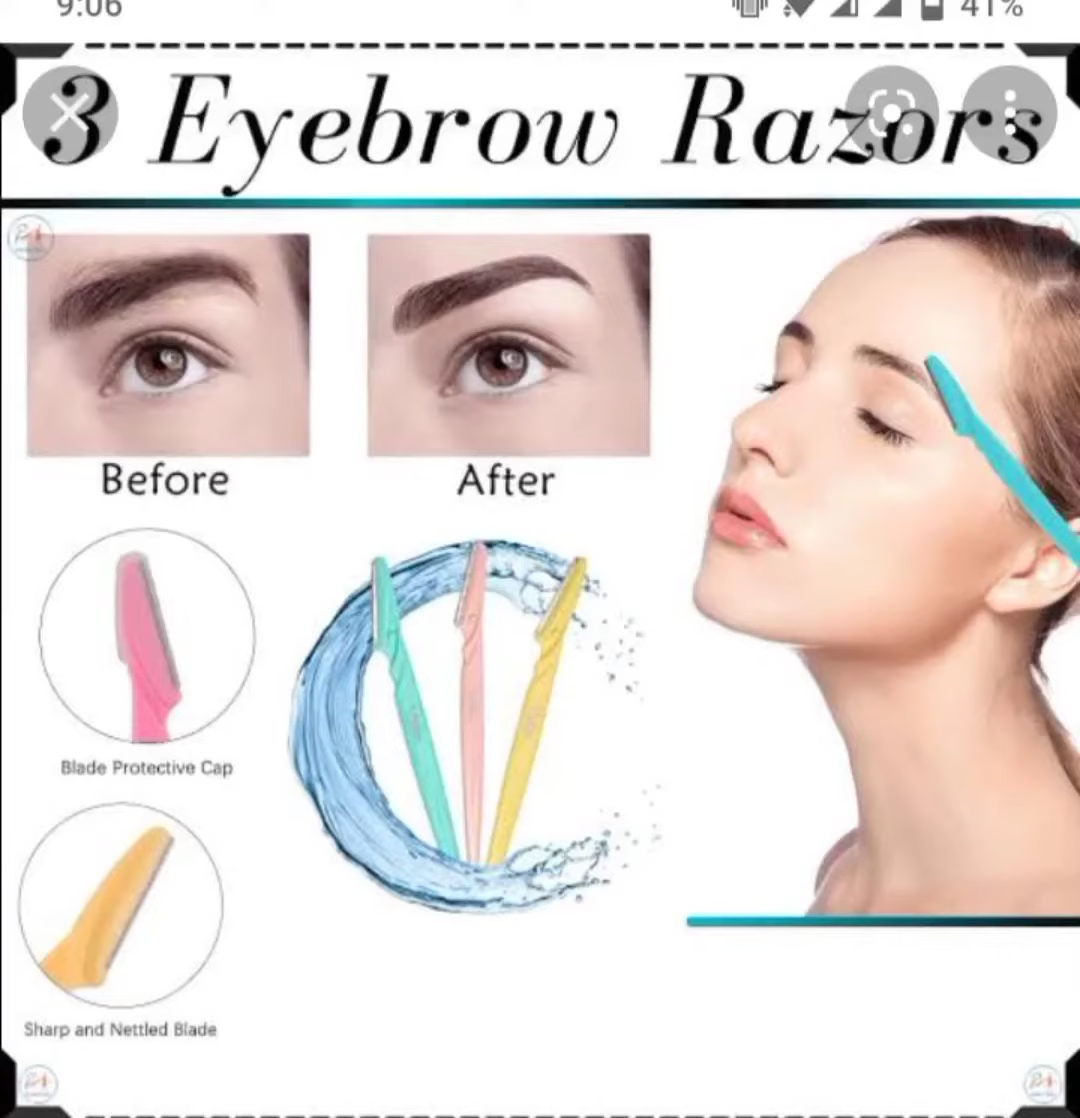 9:06
41%
3 Eyebrow Razors
Before
After
Blade Protective Cap
Sharp and Nettled Blade